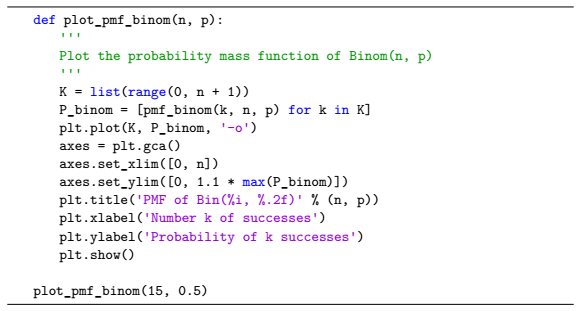 def plot_pmf_binom(n, p):
    '''
    Plot the probability mass function of Binom(n, p)
    '''
    K = list(range(0, n + 1))
    P_binom = [pmf_binom(k, n, p) for k in K]
    plt.plot(K, P_binom, '-o')
    axes = plt.gca()
    axes.set_xlim([0, n])
    axes.set_ylim([0, 1.1 * max(P_binom)])
    plt.title('PMF of Bin(%i, %.2f)' % (n, p))
    plt.xlabel('Number k of successes')
    plt.ylabel('Probability of k successes')
    plt.show()

plot_pmf_binom(15, 0.5)